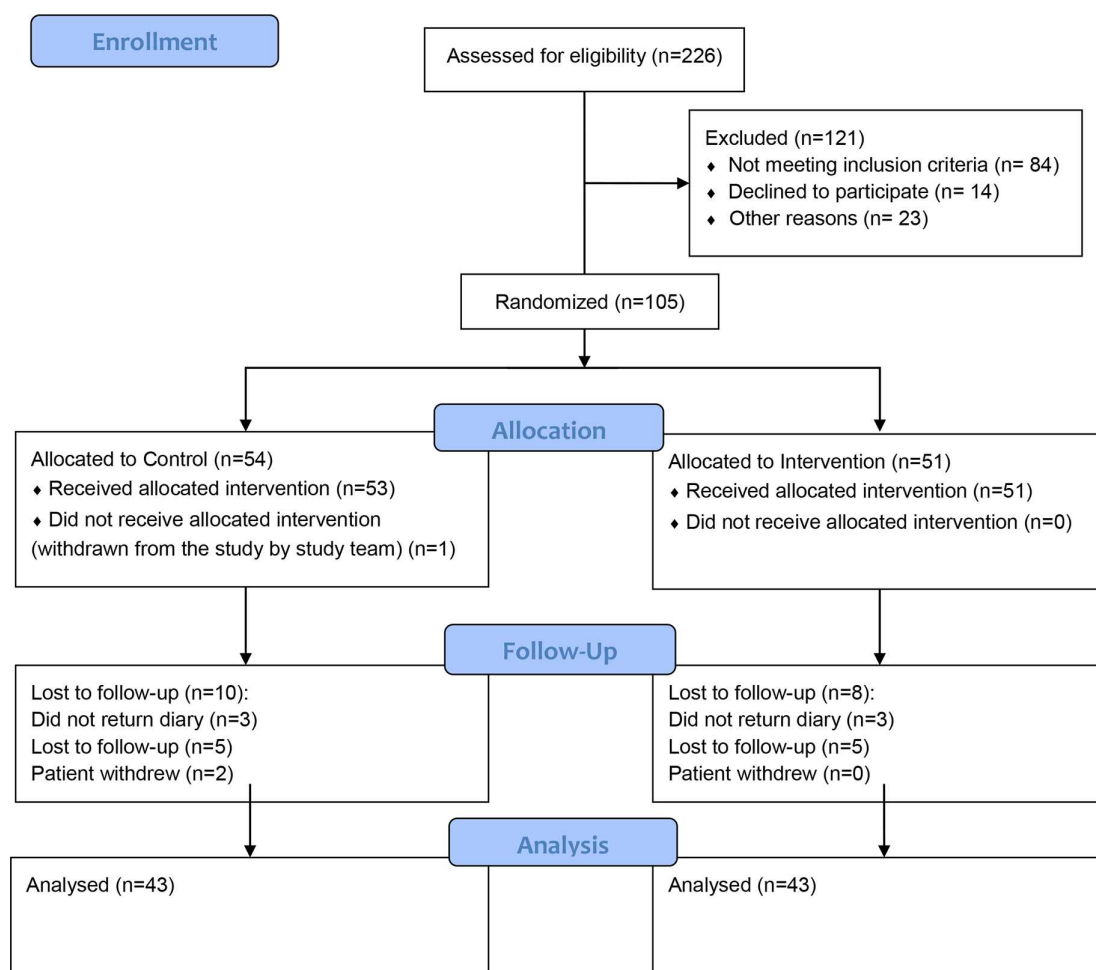 Enrollment
Assessed for eligibility (n=226)
Excluded (n=121)
♦ Not meeting inclusion criteria (n= 84)
♦ Declined to participate (n= 14)
♦ Other reasons (n= 23)
Randomized (n=105)
Allocation
Allocated to Control (n=54)
♦ Received allocated intervention (n=53)
♦ Did not receive allocated intervention
(withdrawn from the study by study team) (n=1)
Allocated to Intervention (n=51)
♦ Received allocated intervention (n=51)
♦ Did not receive allocated intervention (n=0)
Follow-Up
Lost to follow-up (n=10):
Did not return diary (n=3)
Lost to follow-up (n=5)
Patient withdrew (n=2)
Lost to follow-up (n=8):
Did not return diary (n=3)
Lost to follow-up (n=5)
Patient withdrew (n=0)
Analysis
Analysed (n=43)
Analysed (n=43)